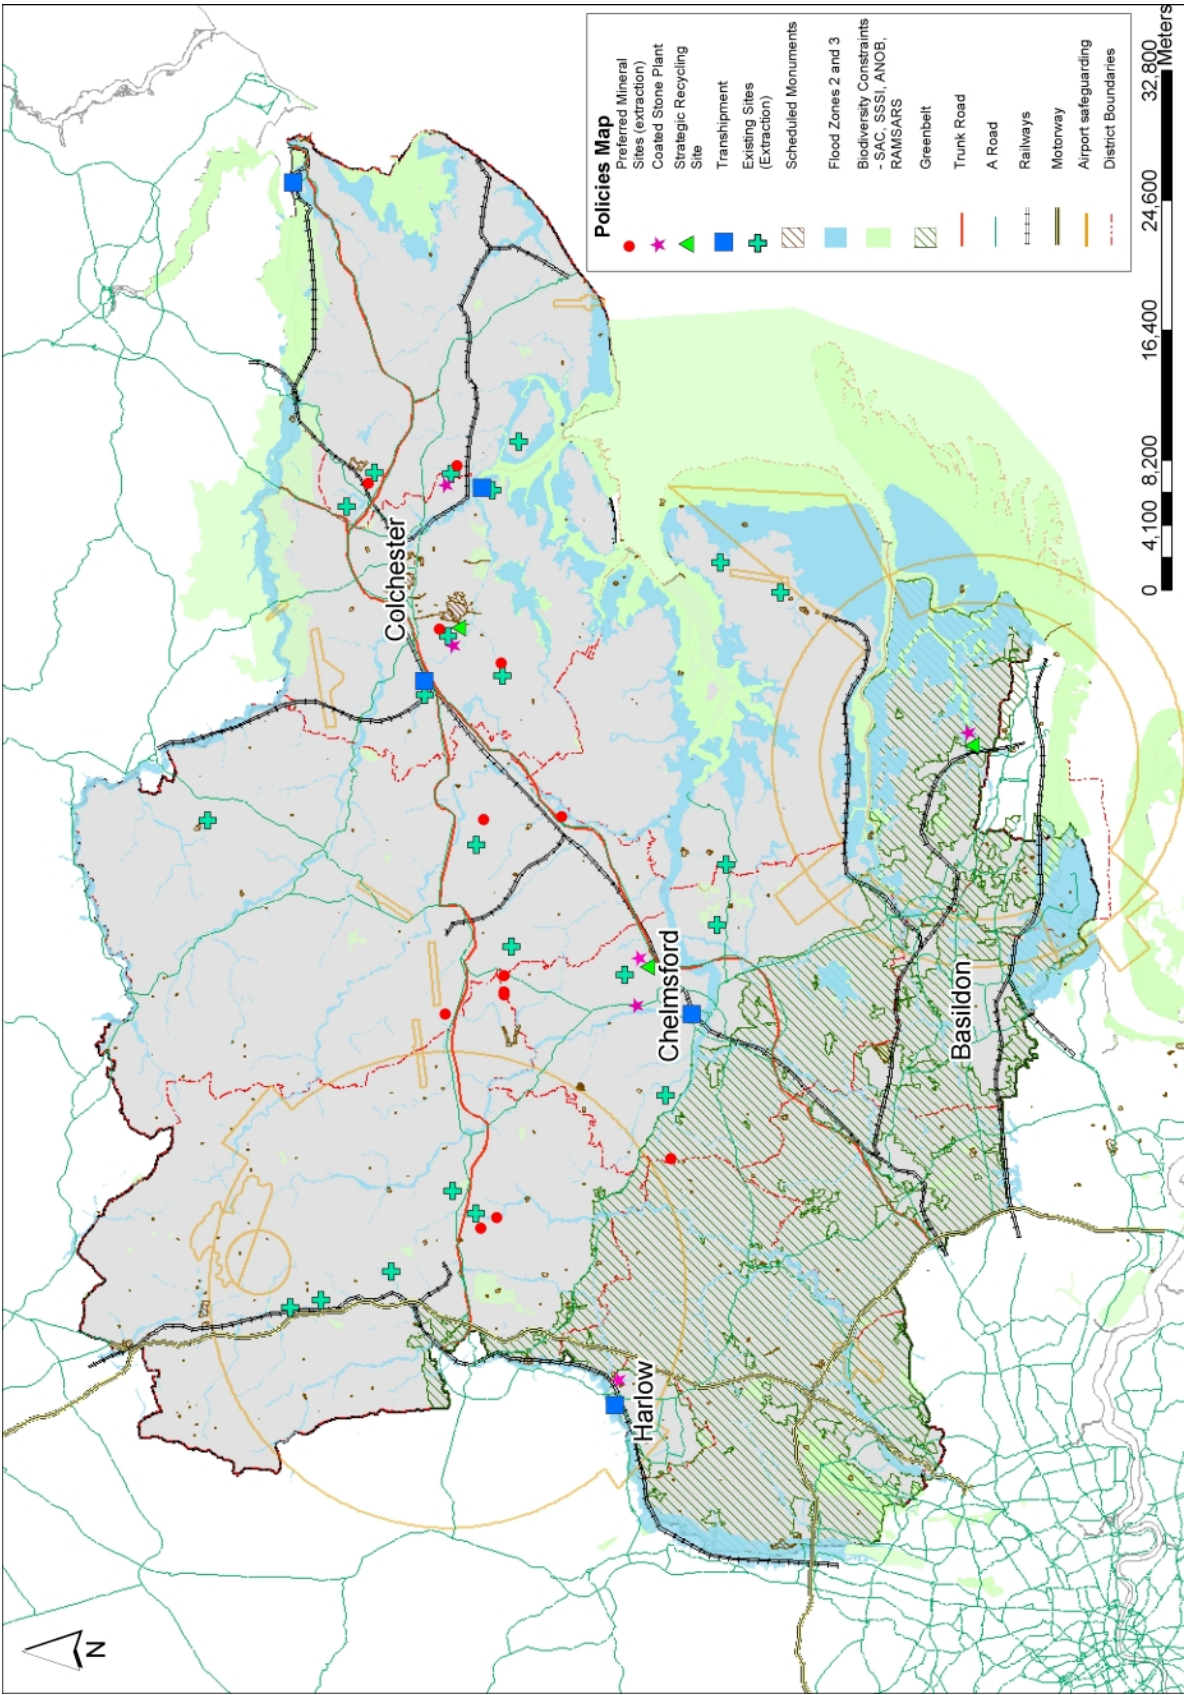 N
Colchester
Chelmsford
Harlow
Basildon
Policies Map
Preferred Mineral
Sites (extraction)
Coated Stone Plant
Strategic Recycling
Site
Transhipment
Existing Sites
(Extraction)
Scheduled Monuments
Flood Zones 2 and 3
Biodiversity Constraints
- SAC, SSSI, ANOB,
RAMSARS
Greenbelt
Trunk Road
A Road
Railways
Motorway
Airport safeguarding
District Boundaries
0 4,100 8,200 16,400 24,600 32,800
Meters